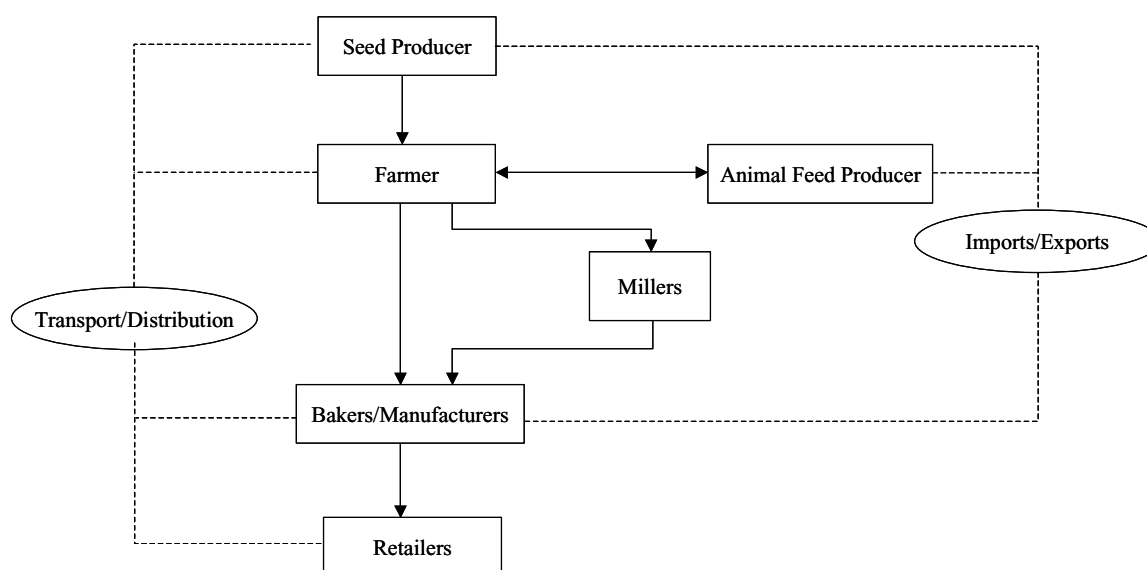 Seed Producer
Farmer
Animal Feed Producer
Imports/Exports
Millers
Transport/Distribution
Bakers/Manufacturers
Retailers